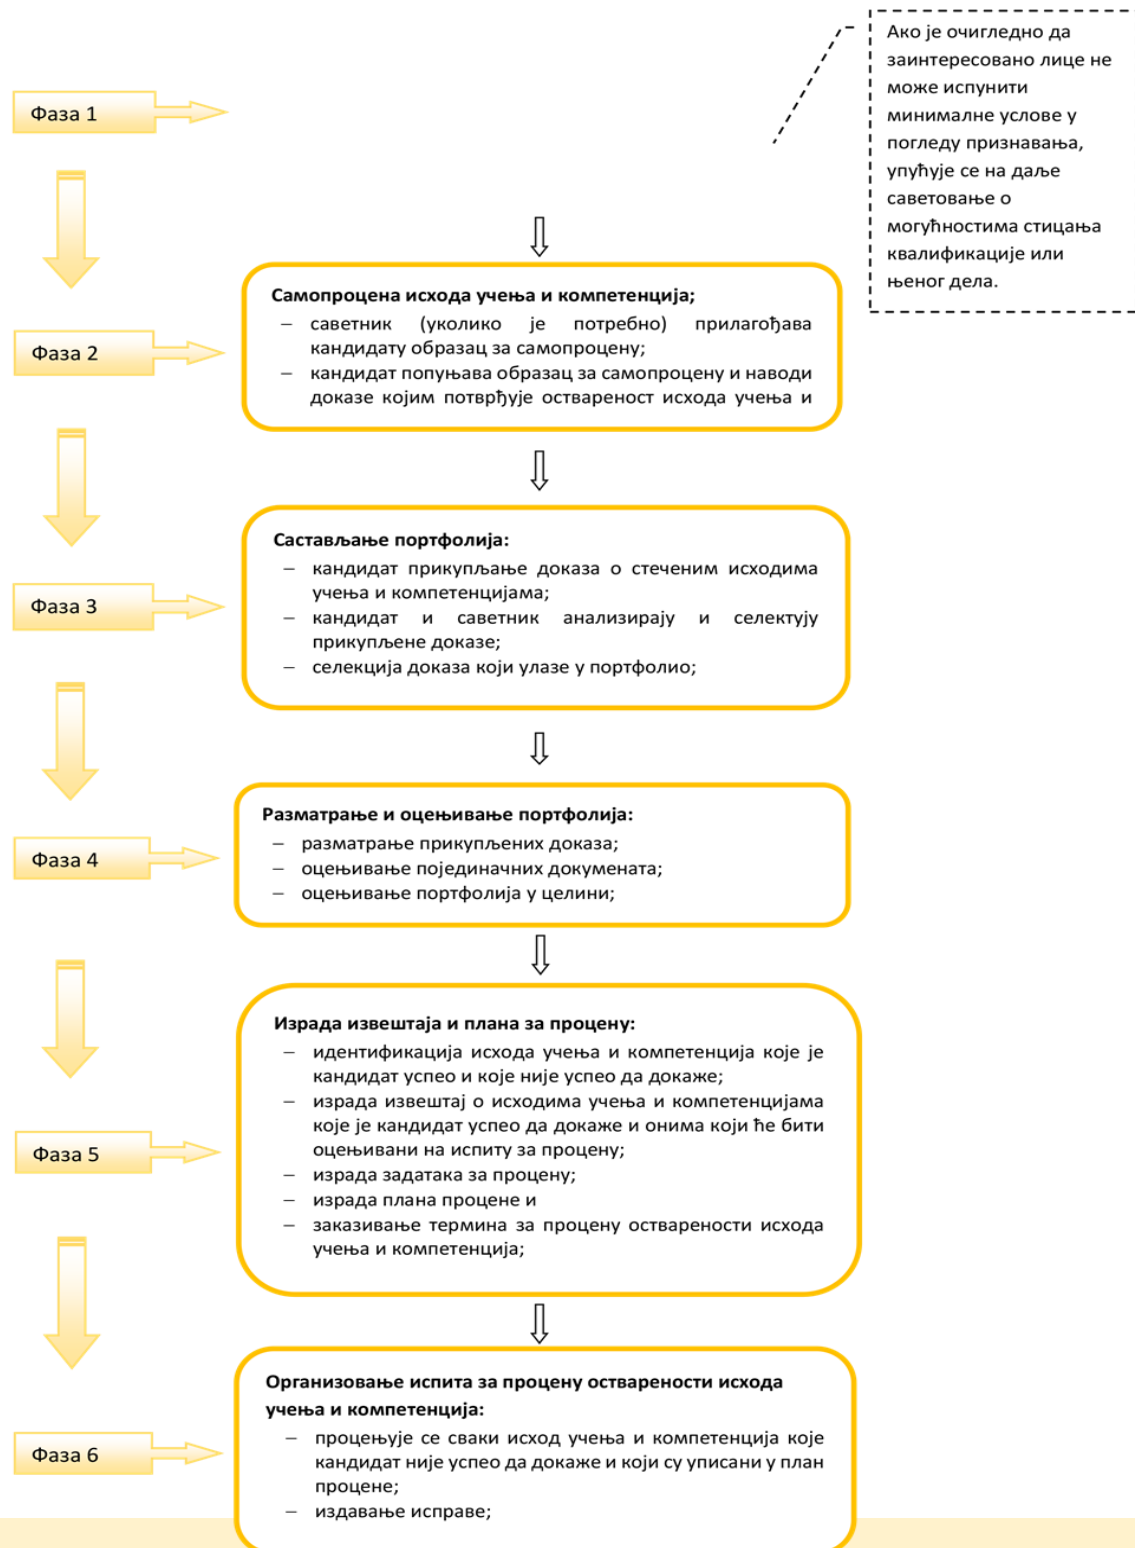 Ако је очигледно да
заинтересовано лице не
може испунити
минималне услове у
погледу признавања,
упућује се на даље
саветовање о
могућностима стицања
квалификације или
њеног дела.
Фаза 1
Самопроцена исхода учења и компетенција;
– саветник (уколико је потребно) прилагођава
кандидату образац за самопроцену;
– кандидат попуњава образац за самопроцену и наводи
доказе којим потврђује оствареност исхода учења и
Фаза 2
Састављање портфолија:
– кандидат прикупљање доказа о стеченим исходима
учења и компетенцијама;
– кандидат и саветник анализирају и селектују
прикупљене доказе;
– селекција доказа који улазе у портфолио;
Фаза 3
Разматрање и оцењивање портфолија:
– разматрање прикупљених доказа;
– оцењивање појединачних докумената;
– оцењивање портфолија у целини;
Фаза 4
Израда извештаја и плана за процену:
– идентификација исхода учења и компетенција које је
кандидат успео и које није успео да докаже;
– израда извештај о исходима учења и компетенцијама
које је кандидат успео да докаже и онима који ће бити
оцењивани на испиту за процену;
– израда задатака за процену;
– израда плана процене и
– заказивање термина за процену остварености исхода
учења и компетенција;
Фаза 5
Организовање испита за процену остварености исхода
учења и компетенција:
– процењује се сваки исход учења и компетенција које
кандидат није успео да докаже и који су уписани у план
процене;
– издавање исправе;
Фаза 6